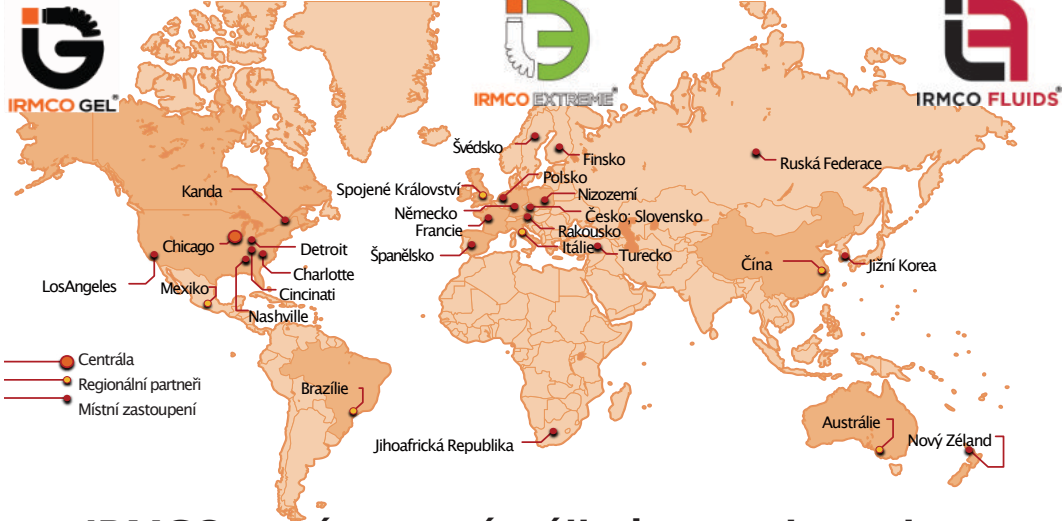 IRMCO GEL®
IRMCO EXTREME®
IRMCO FLUIDS®
Švédsko
Finsko
Ruská Federace
Polsko
Kanda
Spojené Království
Nizozemí
Německo
Česko; Slovensko
Francie
Rakousko
Chicago
Detroit
Španělsko
Itálie
Turecko
Čína
Jižní Korea
Charlotte
LosAngeles
Mexiko
Cincinati
Nashville
Centrála
Regionální partneři
Místní zastoupení
Brazílie
Austrálie
Jihoafrická Republika
Nový Zéland